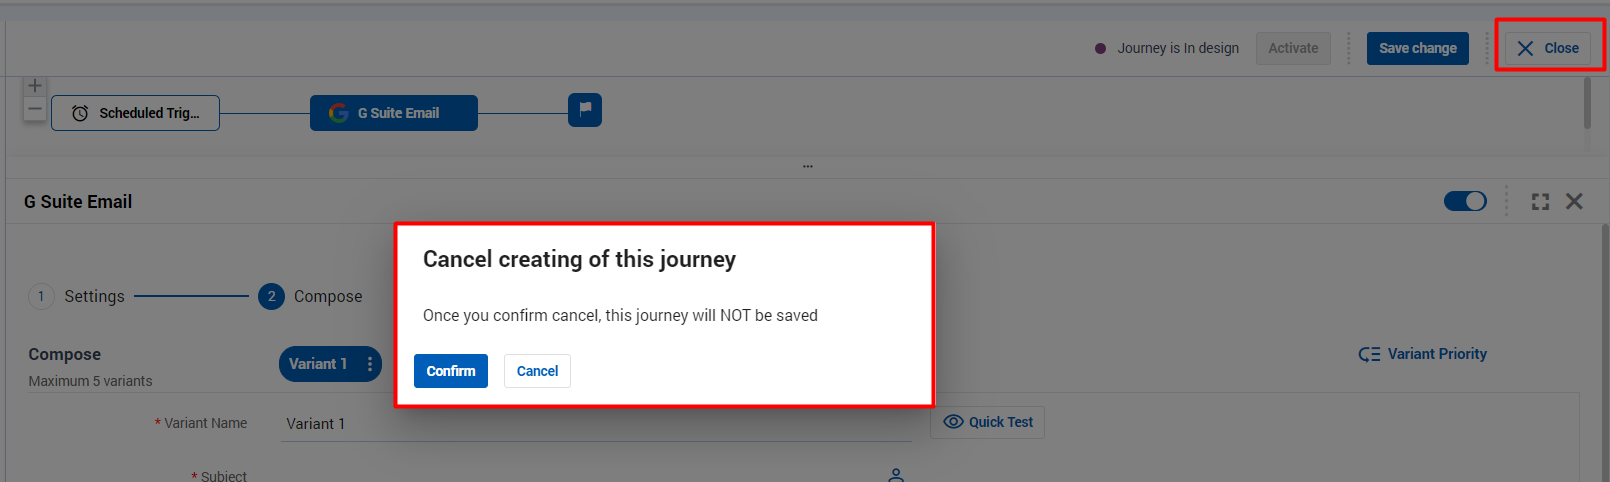 Journey is In design
Activate
Save change
Close
Scheduled Trig...
G Suite Email
G Suite Email
Cancel creating of this journey
Once you confirm cancel, this journey will NOT be saved
Confirm
Cancel
1 Settings
2 Compose
Compose
Maximum 5 variants
Variant 1
Variant Priority
* Variant Name
Variant 1
Quick Test
* Subject